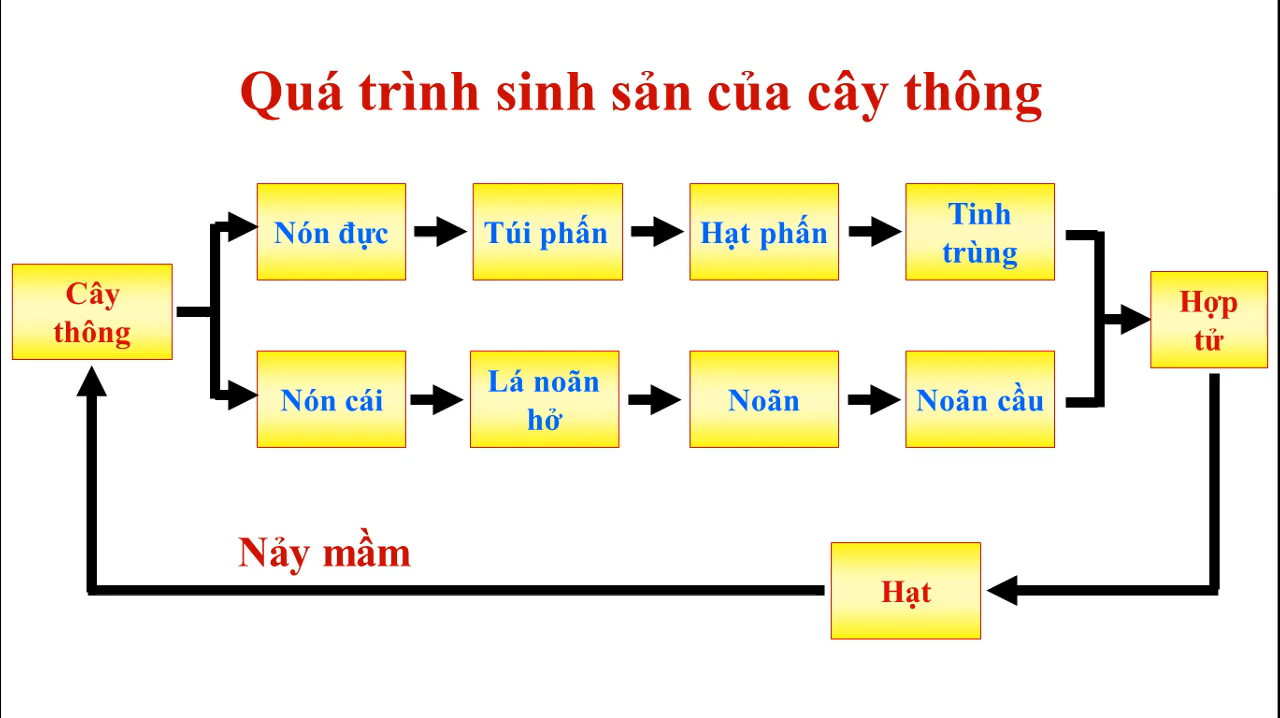 Quá trình sinh sản của cây thông
Cây
thông
Nón đực
Túi phấn
Hạt phấn
Tinh
trùng
Nón cái
Lá noãn
hở
Noãn
Noãn cầu
Hợp
tử
Nảy mầm
Hạt